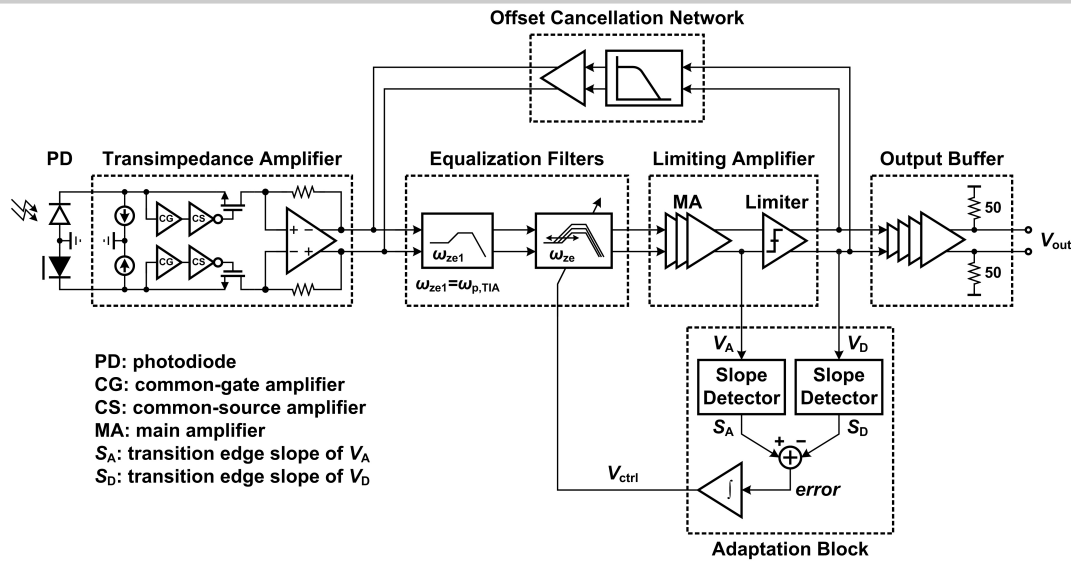 Offset Cancellation Network
PD
Transimpedance Amplifier
Equalization Filters
Limiting Amplifier
Output Buffer
MA
Limiter
CG
CS
CG
CS
+ −
− +
ωze1
ωze
ωze1=ωp,TIA
50
50
Vout
VA
VD
Slope
Detector
Slope
Detector
SA
SD
+ −
+
∫
error
Vctrl
Adaptation Block
PD: photodiode
CG: common-gate amplifier
CS: common-source amplifier
MA: main amplifier
SA: transition edge slope of VA
SD: transition edge slope of VD